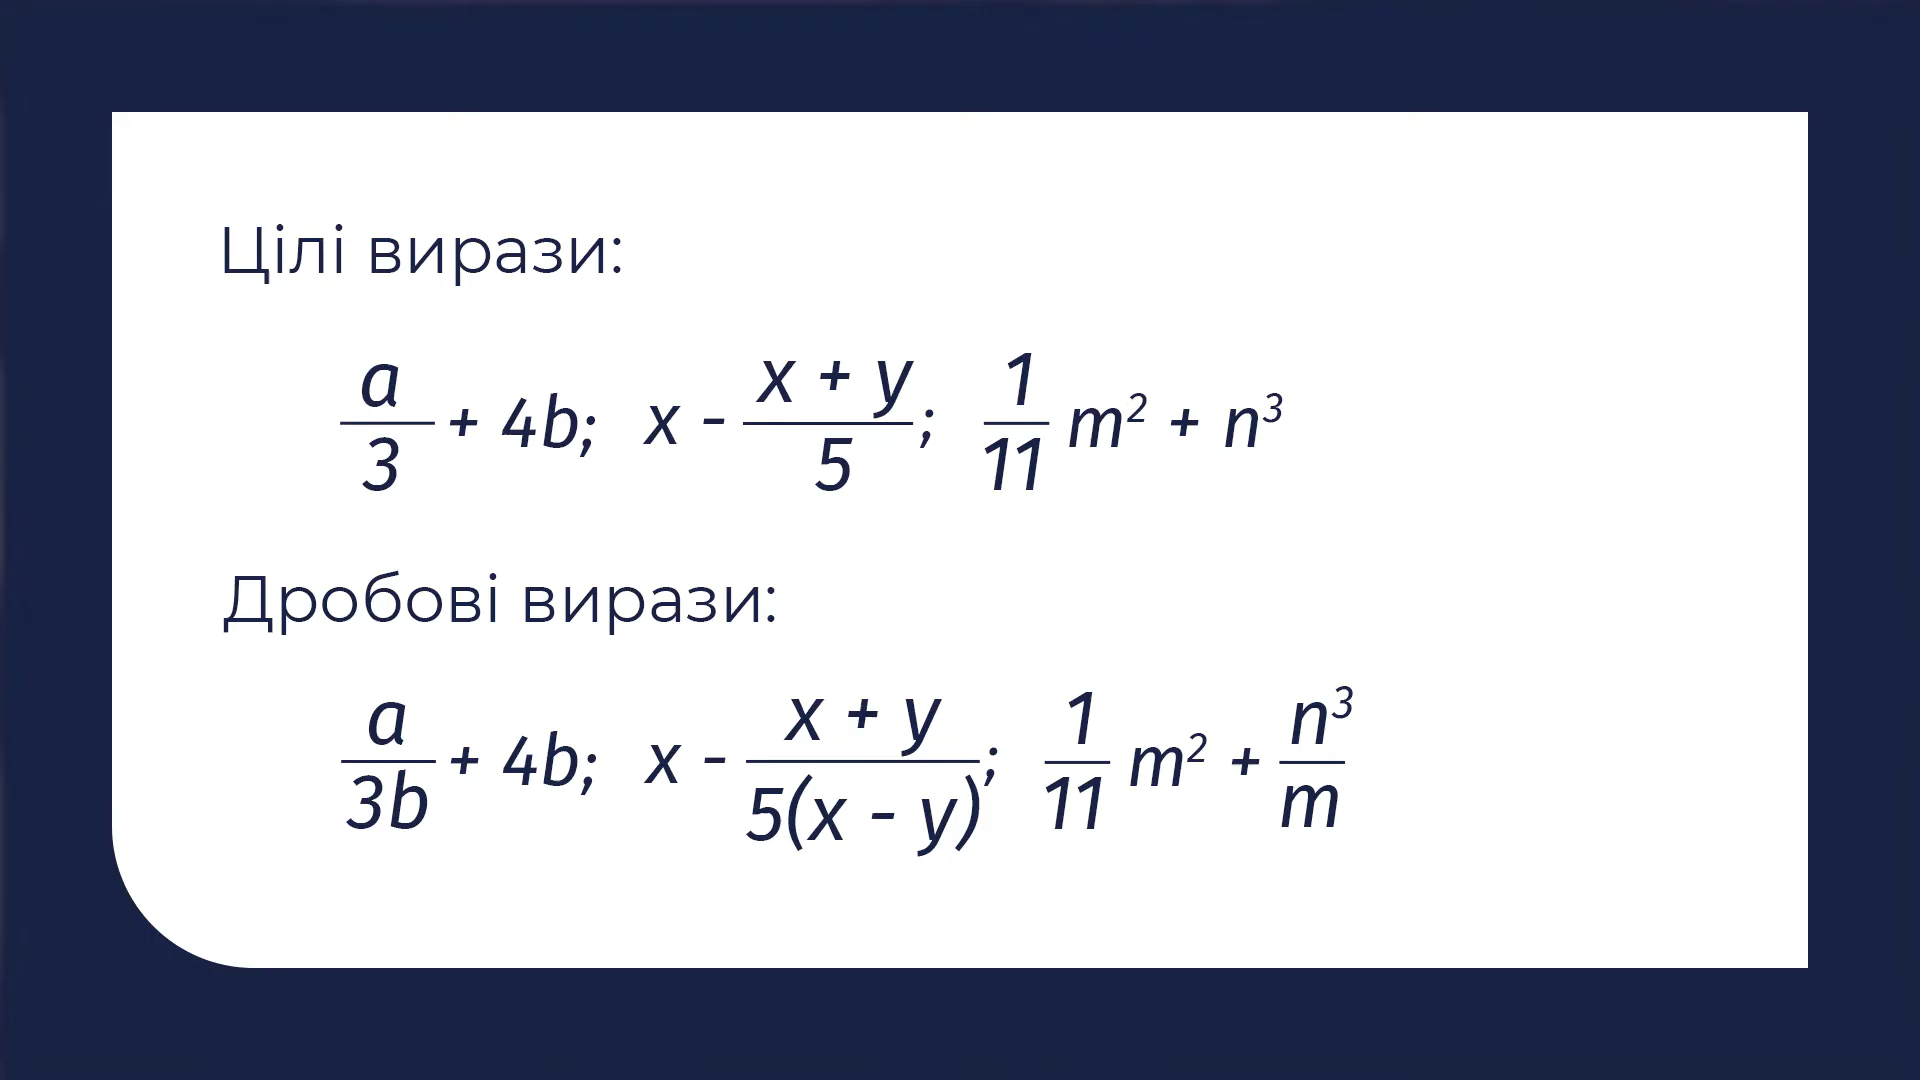 Цілі вирази:
a/3 + 4b; x - (x + y)/5; 1/11 m² + n³
Дробові вирази:
a/3b + 4b; x - (x + y)/5(x - y); 1/11 m² + n³/m